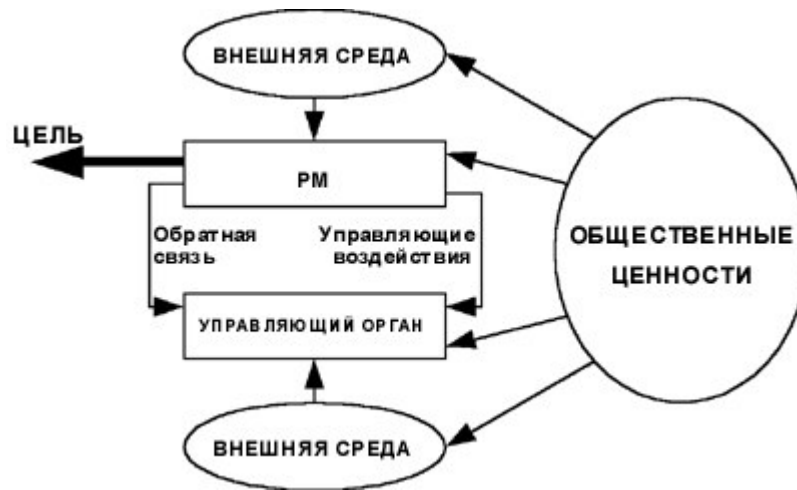 ВНЕШНЯЯ СРЕДА
ЦЕЛЬ
РМ
Обратная
связь
Управляющие
воздействия
ОБЩЕСТВЕННЫЕ
ЦЕННОСТИ
УПРАВЛЯЮЩИЙ ОРГАН
ВНЕШНЯЯ СРЕДА